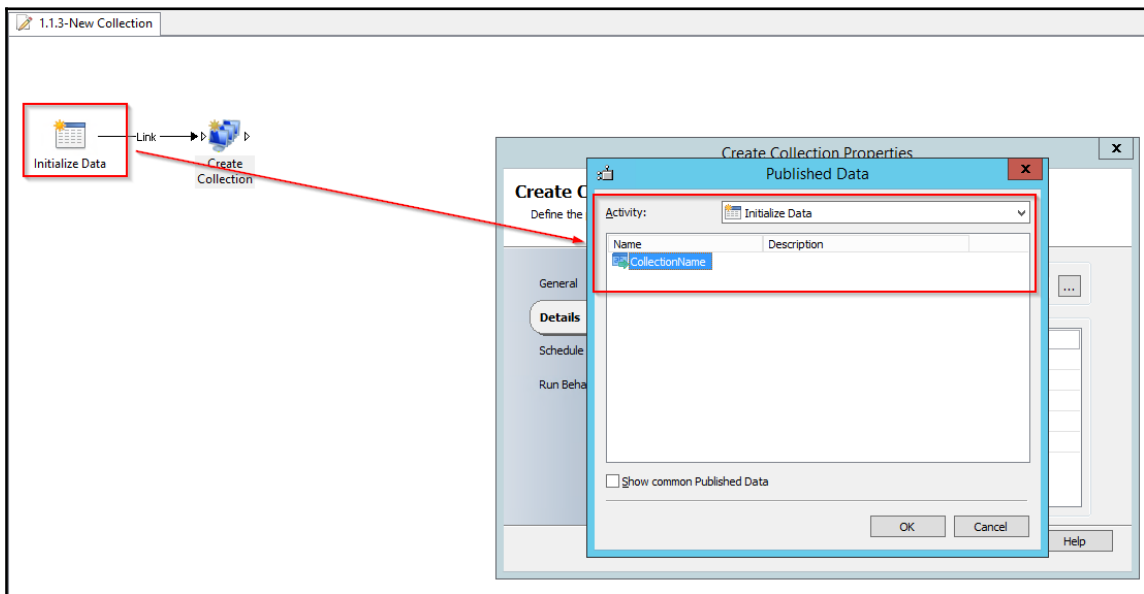 1.1.3-New Collection
Link
Initialize Data
Create
Collection
Create Collection Properties
Published Data
Create C
Define the
Activity:
Initialize Data
Name Description
CollectionName
General
...
Details
Schedule
Run Beha
Show common Published Data
OK Cancel
Help